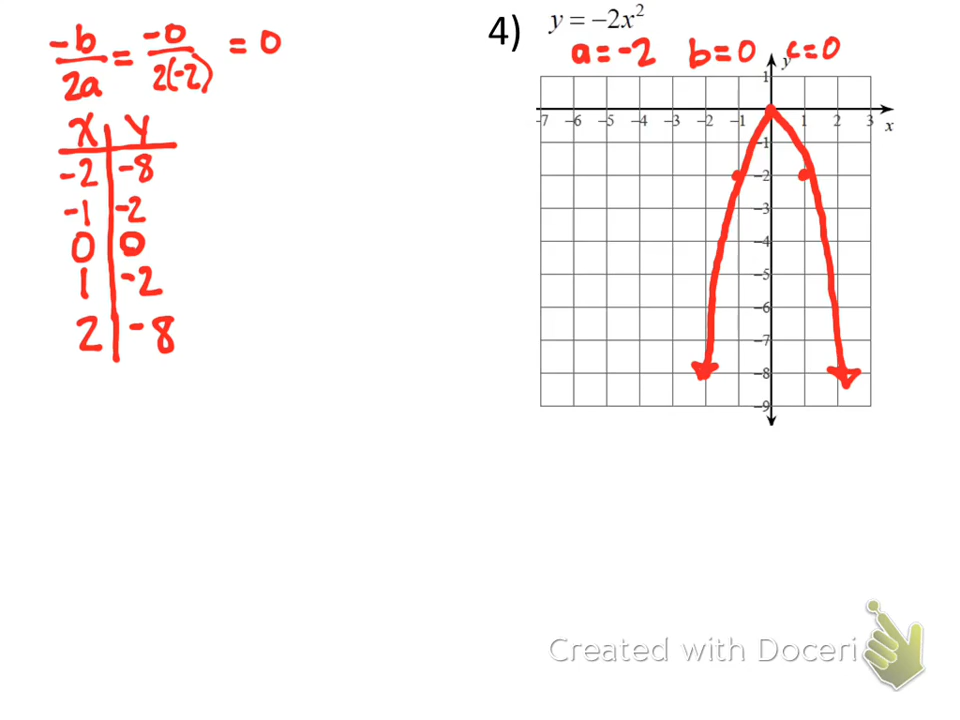 -b/2a = -0/2(-2) = 0
x | y
-2 | -8
-1 | -2
0 | 0
1 | -2
2 | -8
4) y = −2x²
a=-2 b=0 c=0
y
1
−7 −6 −5 −4 −3 −2 −1 1 2 3 x
−1
−2
−3
−4
−5
−6
−7
−8
−9
Created with Doceri